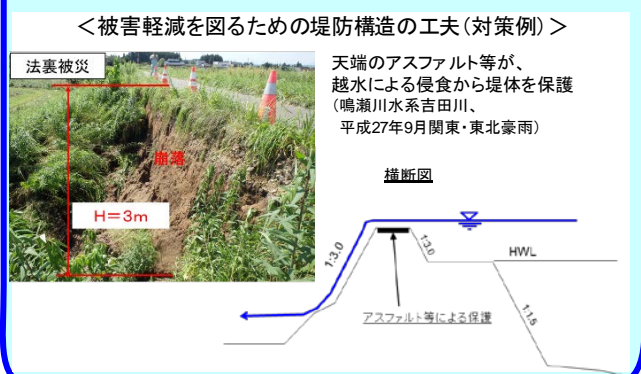 ＜被害軽減を図るための堤防構造の工夫(対策例)＞
法裏被災
崩落
H＝3m
天端のアスファルト等が、
越水による侵食から堤体を保護
(鳴瀬川水系吉田川、
平成27年9月関東・東北豪雨)
横断図
1:3.0
1:3.0
HWL
1:1.5
アスファルト等による保護